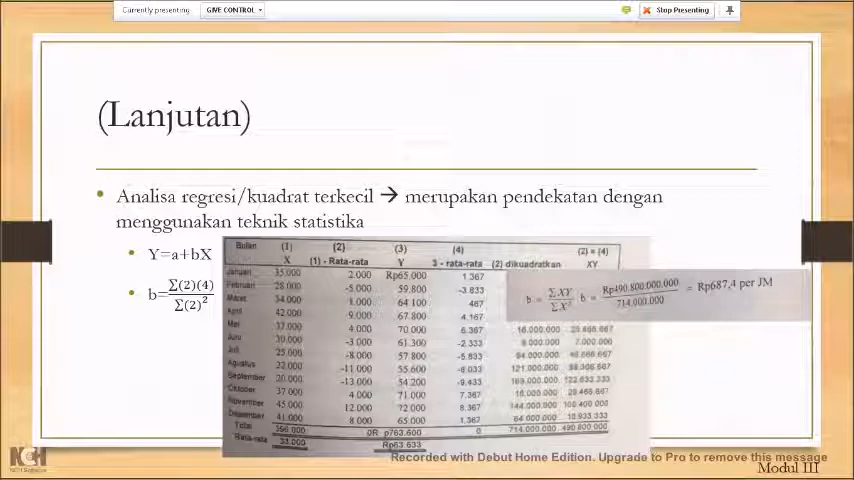 Currently presenting GIVE CONTROL Stop Presenting
(Lanjutan)
• Analisa regresi/kuadrat terkecil → merupakan pendekatan dengan
menggunakan teknik statistika
• Y=a+bX
• b=∑(2)(4)/∑(2)²
(1) (2) (3) (4) (2) = (4)
Bulan X (1) - Rata-rata Y 3 - rata-rata (2) dikuadratkan XY
Januari 35.000 2.000 Rp65.000 1.367
Februari 28.000 -5.000 59.800 -3.833
Maret 34.000 1.000 64.100 467
April 42.000 9.000 67.800 4.167
Mei 37.000 4.000 70.000 6.367 16.000.000
Juni 30.000 -3.000 61.300 -2.333 7.000.000
Juli 25.000 -8.000 57.800 -5.833 64.000.000 46.666.667
Agustus 22.000 -11.000 55.600 -8.033 121.000.000
September 20.000 -13.000 54.200 -9.433 169.000.000 122.633.333
Oktober 37.000 4.000 71.000 7.367 16.000.000 29.466.667
November 45.000 12.000 72.000 8.367 144.000.000 100.400.000
Desember 41.000 8.000 65.000 1.367 64.000.000 10.933.333
Total 396.000 0 Rp763.600 0 714.000.000 490.800.000
Rata-rata 33.000 Rp63.633
b = ∑XY/∑X² b = Rp490.800.000.000/714.000.000 = Rp687,4 per JM
NCH Software
Recorded with Debut Home Edition. Upgrade to Pro to remove this message
Modul III